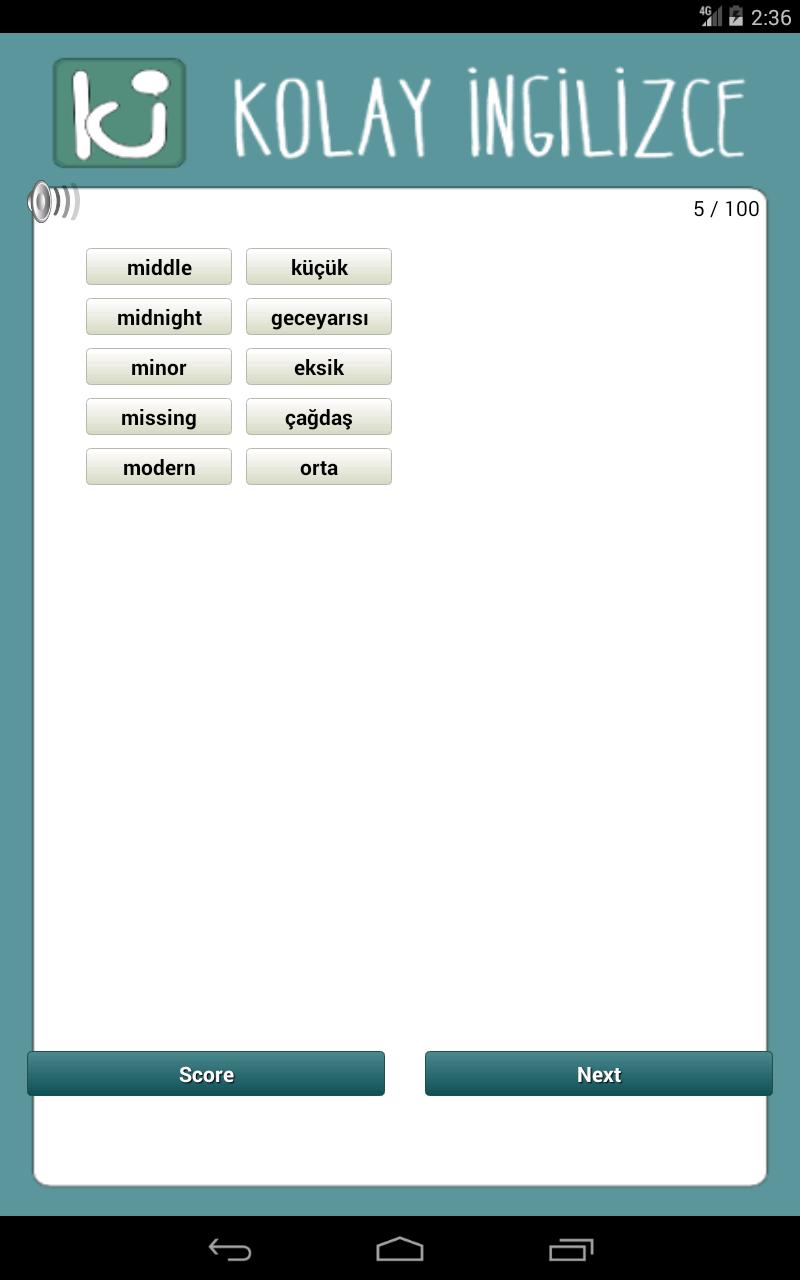 4G 2:36
ki KOLAY İNGİLİZCE
5 / 100
middle küçük
midnight geceyarısı
minor eksik
missing çağdaş
modern orta
Score Next